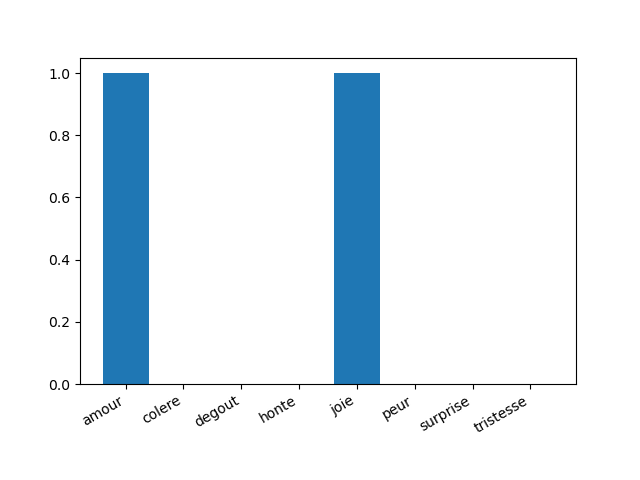 1.0
0.8
0.6
0.4
0.2
0.0
amour
colere
degout
honte
joie
peur
surprise
tristesse